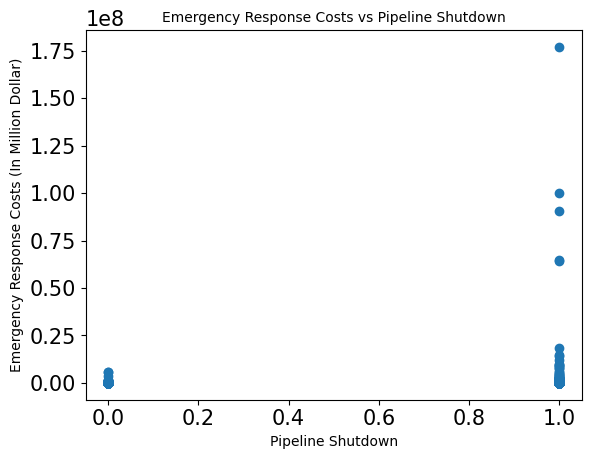 Emergency Response Costs vs Pipeline Shutdown
1e8
1.75
1.50
1.25
1.00
0.75
0.50
0.25
0.00
Emergency Response Costs (In Million Dollar)
0.0 0.2 0.4 0.6 0.8 1.0
Pipeline Shutdown